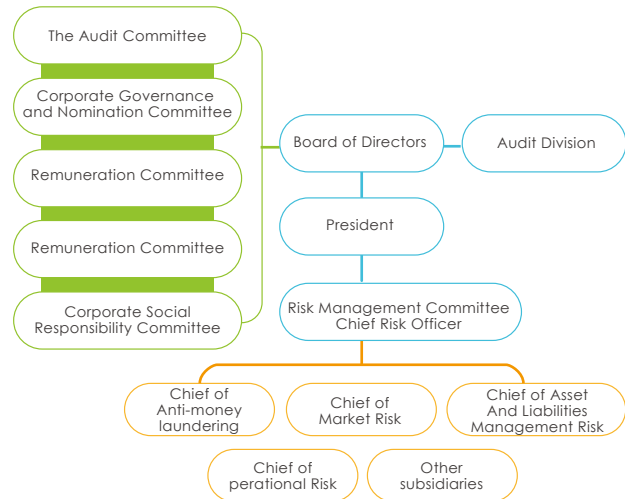 The Audit Committee
Corporate Governance
and Nomination Committee
Remuneration Committee
Remuneration Committee
Corporate Social
Responsibility Committee
Board of Directors
Audit Division
President
Risk Management Committee
Chief Risk Officer
Chief of
Anti-money
laundering
Chief of
Market Risk
Chief of Asset
And Liabilities
Management Risk
Chief of
perational Risk
Other
subsidiaries